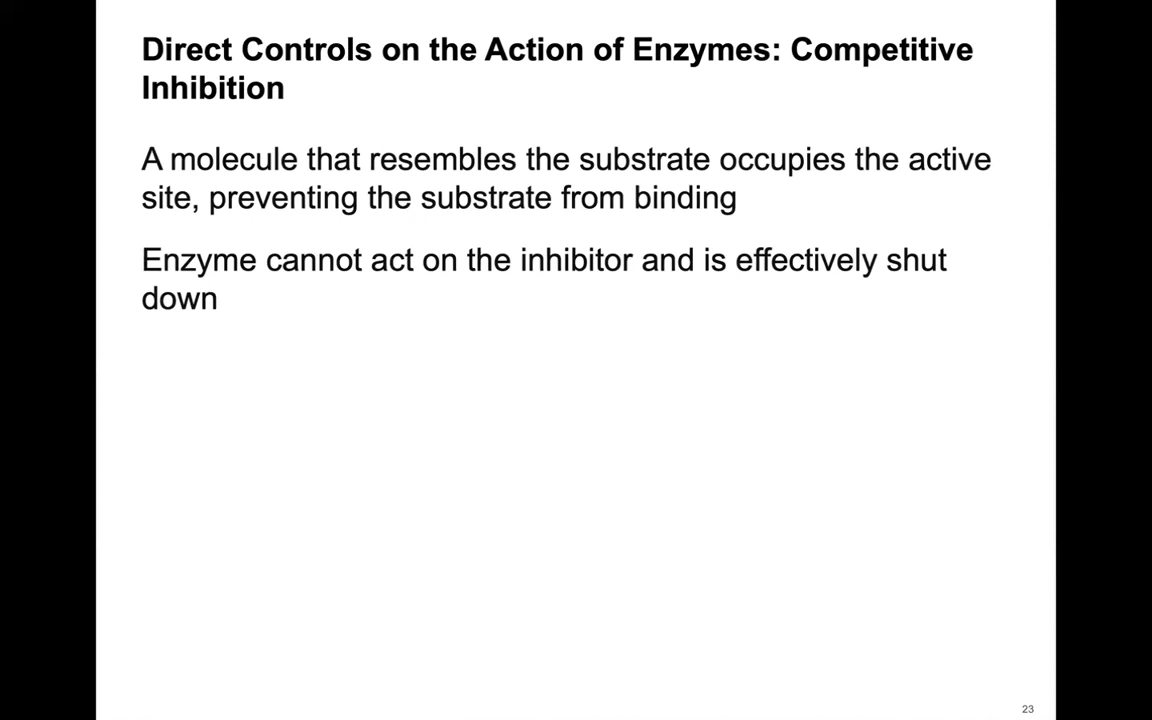 Direct Controls on the Action of Enzymes: Competitive
Inhibition
A molecule that resembles the substrate occupies the active
site, preventing the substrate from binding
Enzyme cannot act on the inhibitor and is effectively shut
down
23